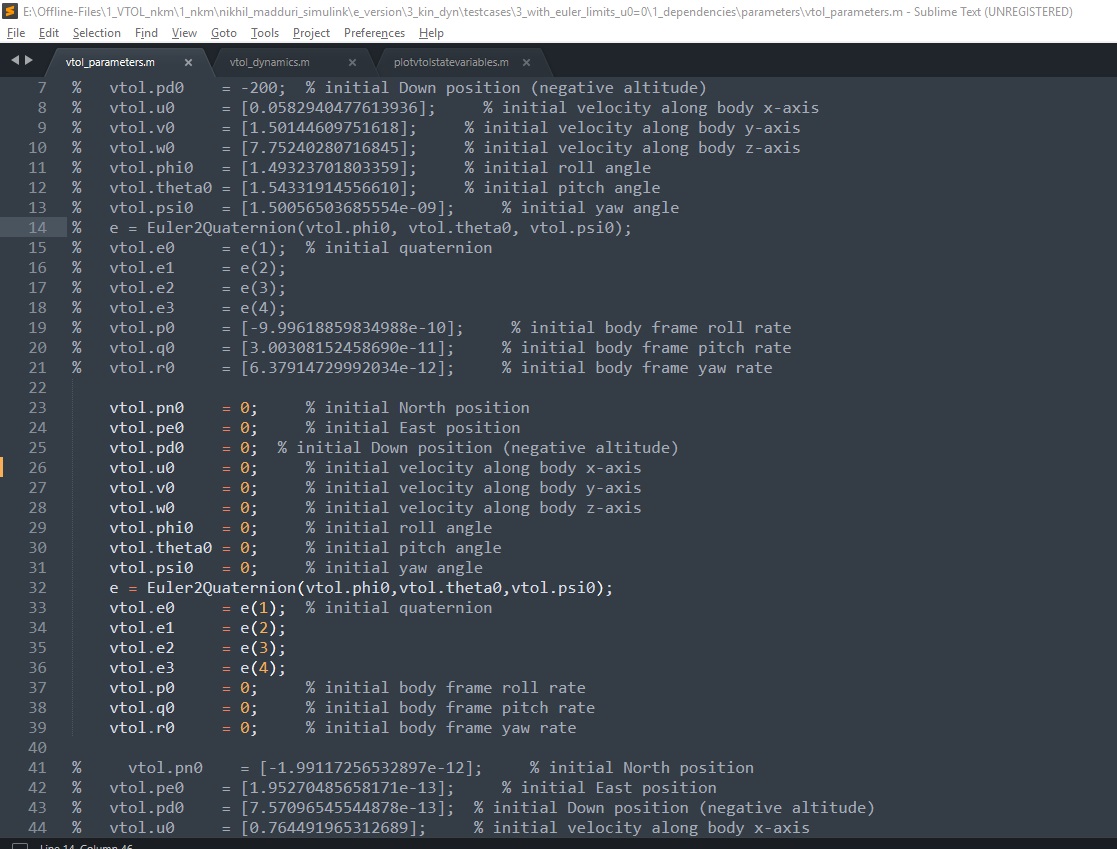 E:\Offline-Files\1_VTOL_nkm\1_nkm\nikhil_madduri_simulink\e_version\3_kin_dyn\testcases\3_with_euler_limits_u0=0\1_dependencies\parameters\vtol_parameters.m - Sublime Text (UNREGISTERED)
File Edit Selection Find View Goto Tools Project Preferences Help
vtol_parameters.m × vtol_dynamics.m × plotvtolstatevariables.m ×
7 % vtol.pd0 = -200; % initial Down position (negative altitude)
8 % vtol.u0 = [0.0582940477613936]; % initial velocity along body x-axis
9 % vtol.v0 = [1.50144609751618]; % initial velocity along body y-axis
10 % vtol.w0 = [7.75240280716845]; % initial velocity along body z-axis
11 % vtol.phi0 = [1.49323701803359]; % initial roll angle
12 % vtol.theta0 = [1.54331914556610]; % initial pitch angle
13 % vtol.psi0 = [1.50056503685554e-09]; % initial yaw angle
14 % e = Euler2Quaternion(vtol.phi0, vtol.theta0, vtol.psi0);
15 % vtol.e0 = e(1); % initial quaternion
16 % vtol.e1 = e(2);
17 % vtol.e2 = e(3);
18 % vtol.e3 = e(4);
19 % vtol.p0 = [-9.99618859834988e-10]; % initial body frame roll rate
20 % vtol.q0 = [3.00308152458690e-11]; % initial body frame pitch rate
21 % vtol.r0 = [6.37914729992034e-12]; % initial body frame yaw rate
22
23 vtol.pn0 = 0; % initial North position
24 vtol.pe0 = 0; % initial East position
25 vtol.pd0 = 0; % initial Down position (negative altitude)
26 vtol.u0 = 0; % initial velocity along body x-axis
27 vtol.v0 = 0; % initial velocity along body y-axis
28 vtol.w0 = 0; % initial velocity along body z-axis
29 vtol.phi0 = 0; % initial roll angle
30 vtol.theta0 = 0; % initial pitch angle
31 vtol.psi0 = 0; % initial yaw angle
32 e = Euler2Quaternion(vtol.phi0,vtol.theta0,vtol.psi0);
33 vtol.e0 = e(1); % initial quaternion
34 vtol.e1 = e(2);
35 vtol.e2 = e(3);
36 vtol.e3 = e(4);
37 vtol.p0 = 0; % initial body frame roll rate
38 vtol.q0 = 0; % initial body frame pitch rate
39 vtol.r0 = 0; % initial body frame yaw rate
40
41 % vtol.pn0 = [-1.99117256532897e-12]; % initial North position
42 % vtol.pe0 = [1.95270485658171e-13]; % initial East position
43 % vtol.pd0 = [7.57096545544878e-13]; % initial Down position (negative altitude)
44 % vtol.u0 = [0.764491965312689]; % initial velocity along body x-axis
Line 14, Column 46